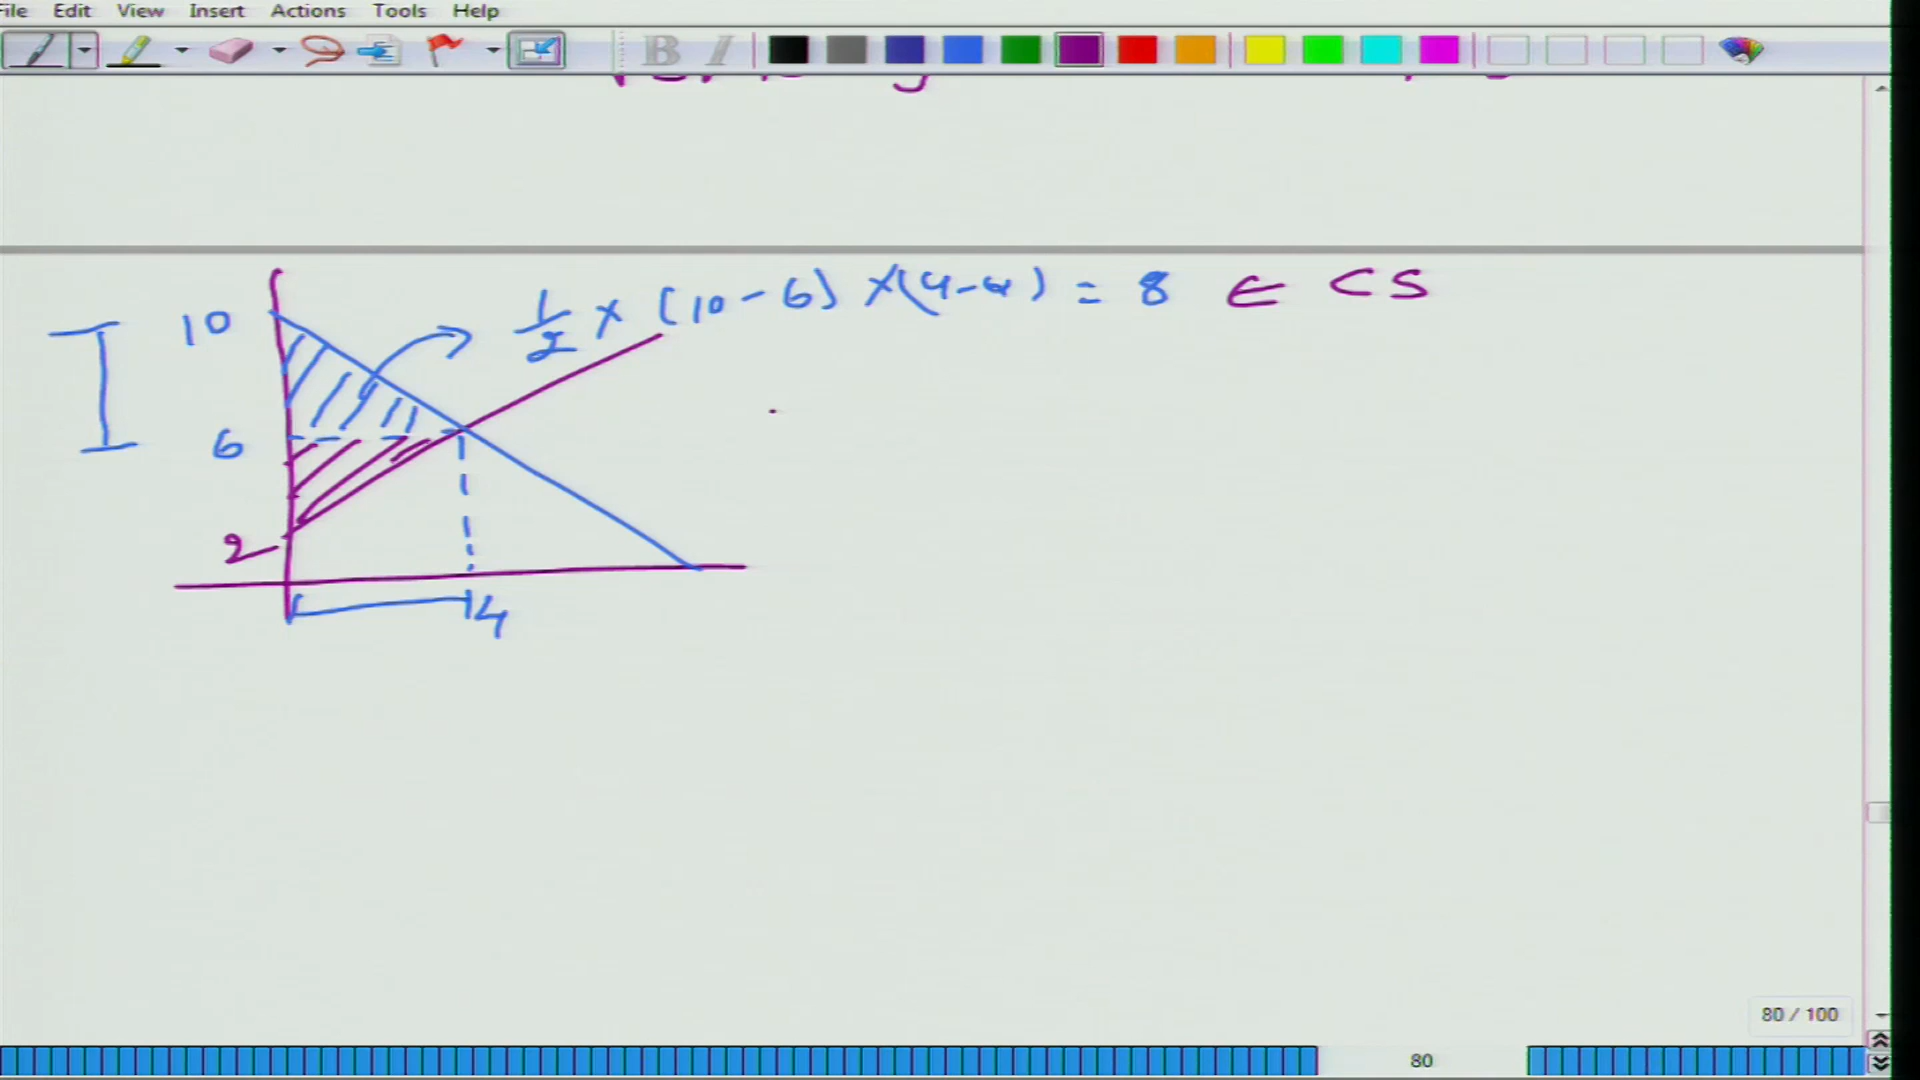 File Edit View Insert Actions Tools Help
B I
1/2 × (10-6) × (4-0) = 8 ∈ CS
10
6
2
4
80 / 100
80